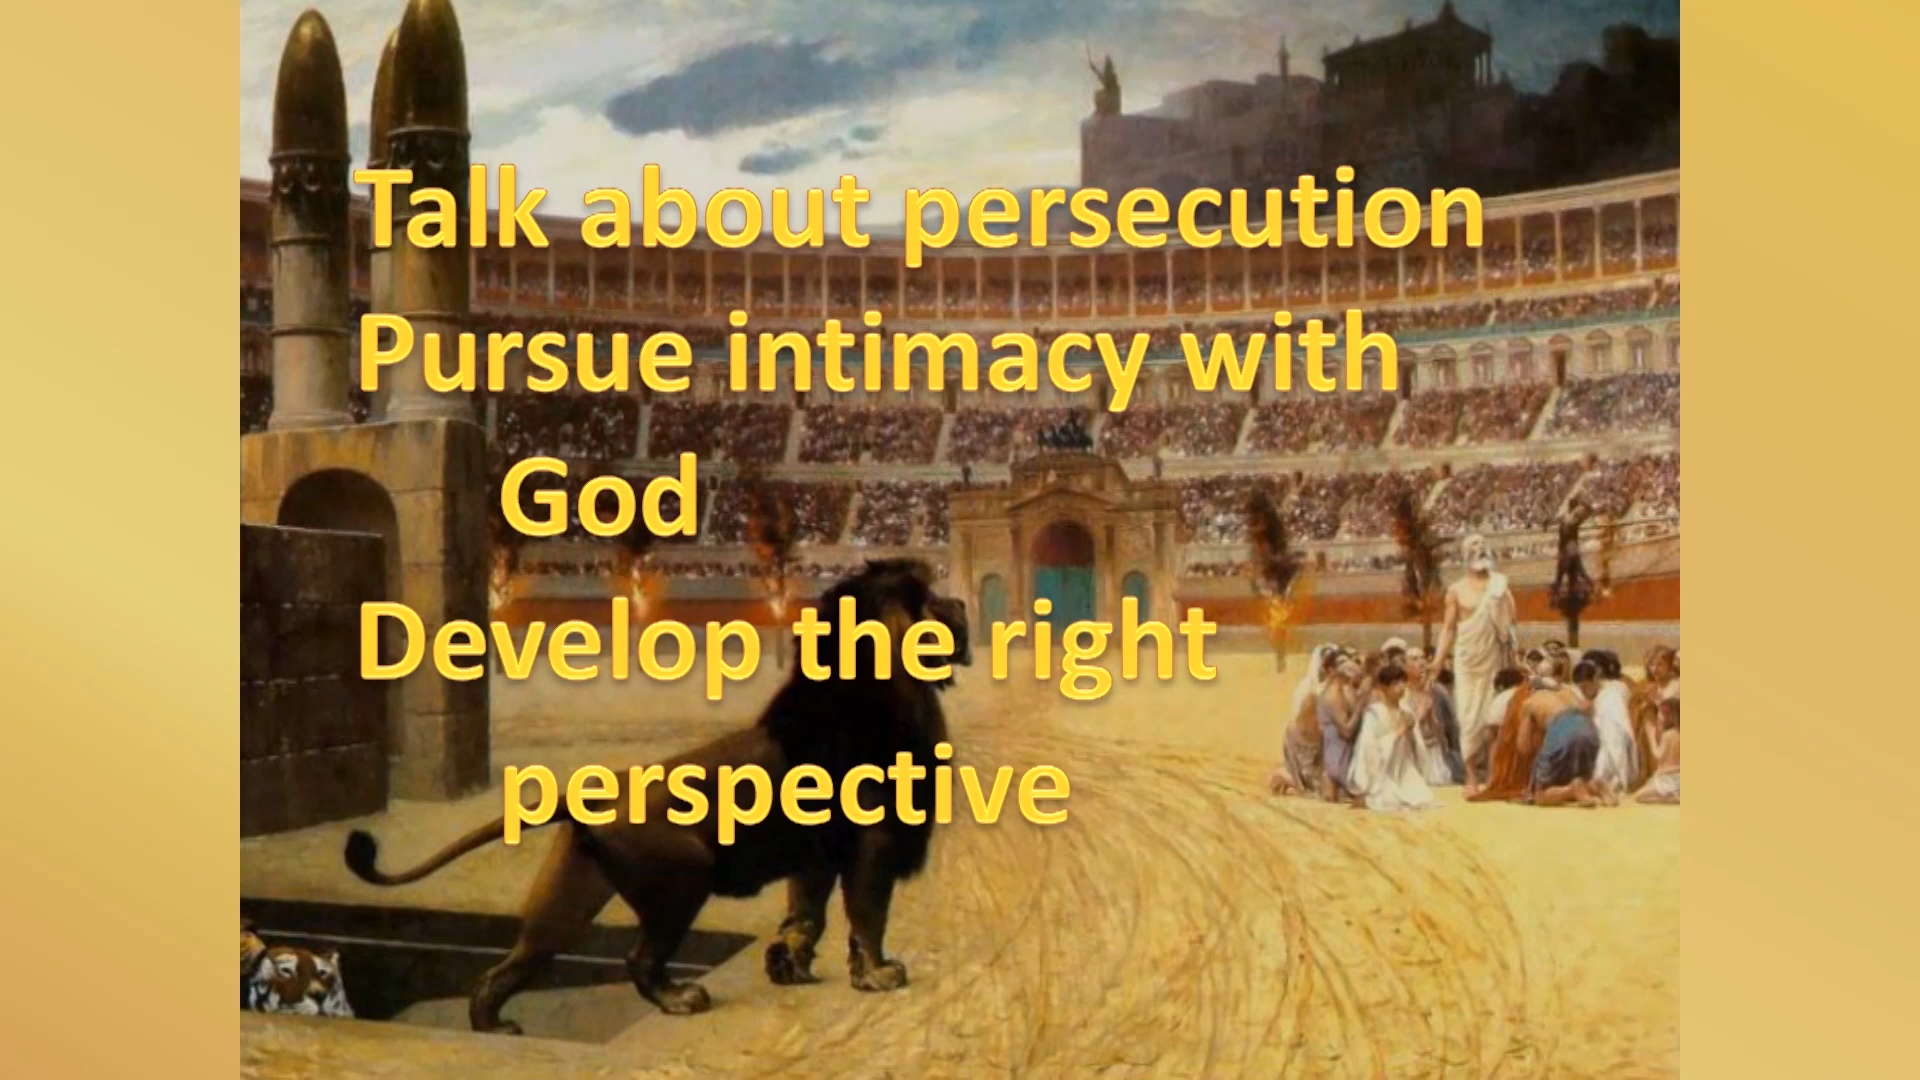 Talk about persecution
Pursue intimacy with
God
Develop the right
perspective